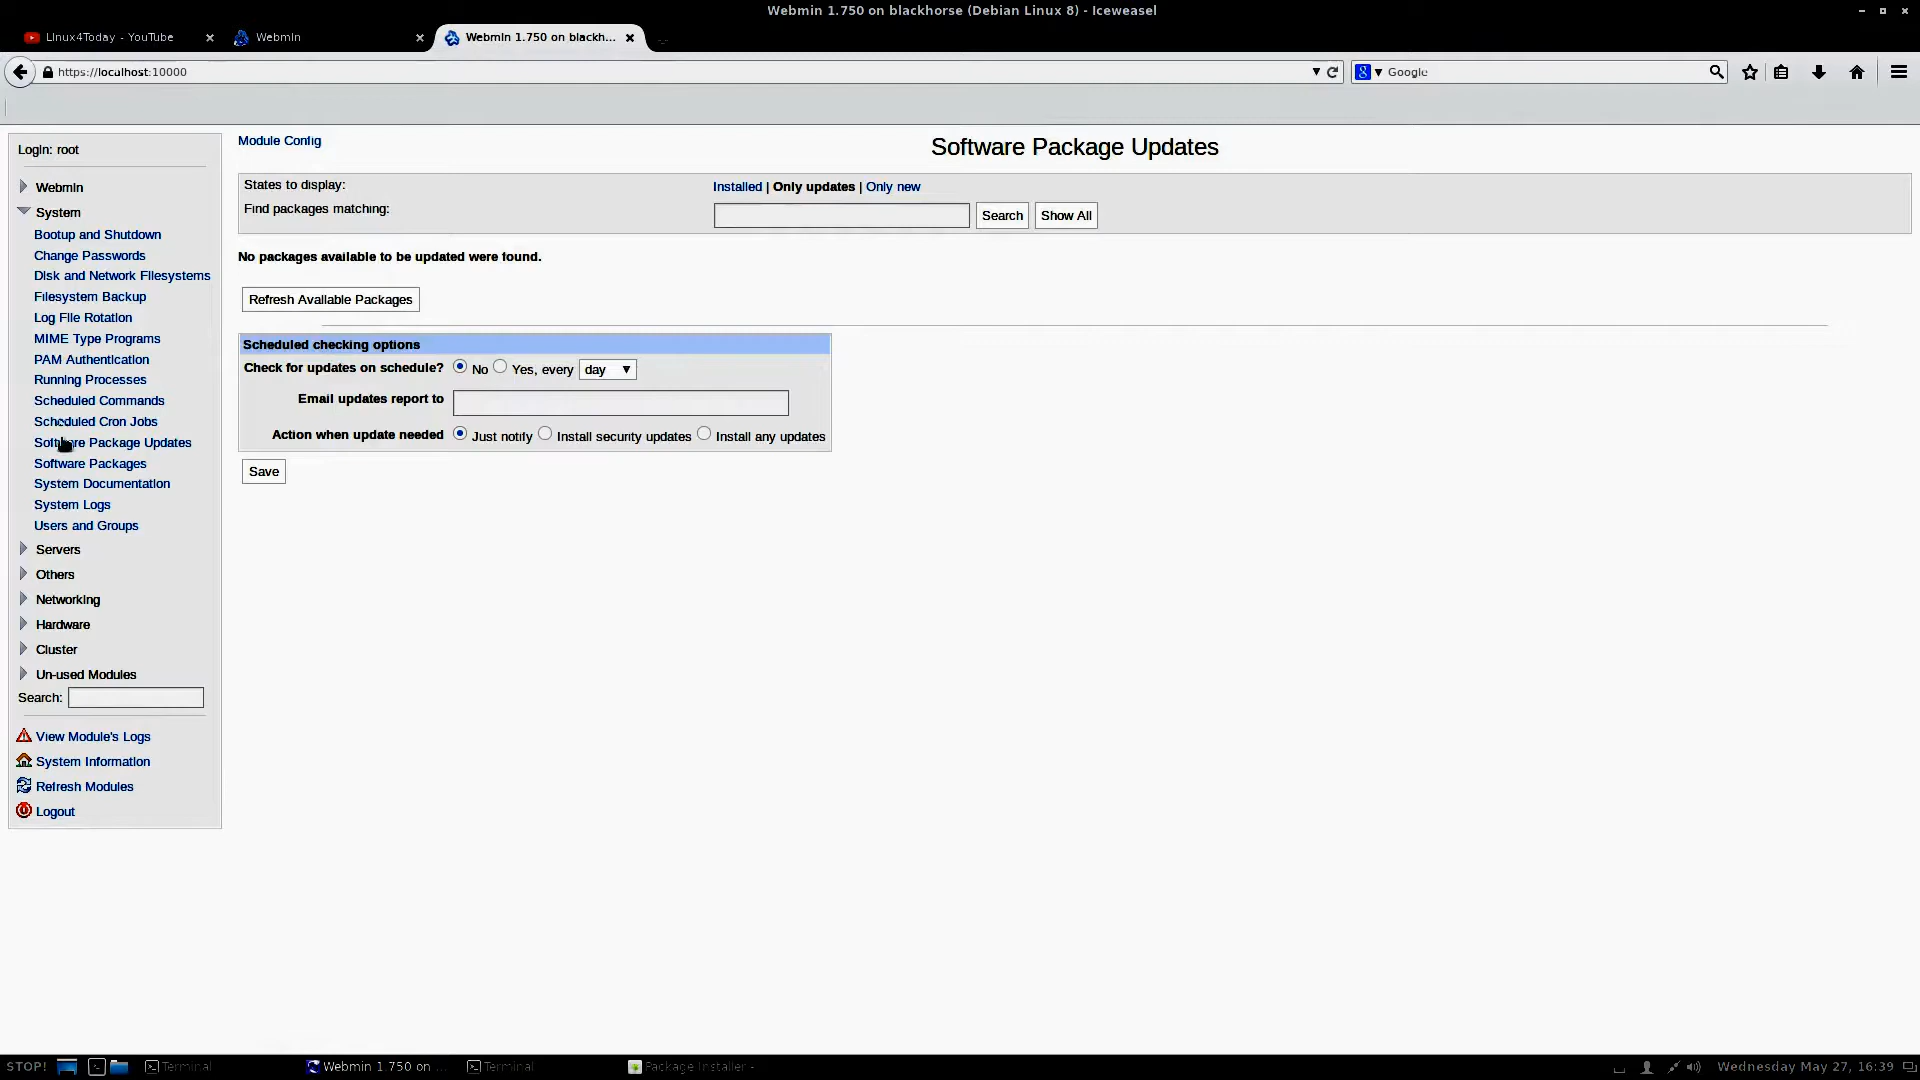 Webmin 1.750 on blackhorse (Debian Linux 8) - Iceweasel
Linux4Today - YouTube
Webmin
Webmin 1.750 on blackh...
https://localhost:10000
Google
Login: root
Webmin
System
Bootup and Shutdown
Change Passwords
Disk and Network Filesystems
Filesystem Backup
Log File Rotation
MIME Type Programs
PAM Authentication
Running Processes
Scheduled Commands
Scheduled Cron Jobs
Software Package Updates
Software Packages
System Documentation
System Logs
Users and Groups
Servers
Others
Networking
Hardware
Cluster
Un-used Modules
Search:
View Module's Logs
System Information
Refresh Modules
Logout
Module Config
Software Package Updates
States to display:
Installed | Only updates | Only new
Find packages matching:
Search
Show All
No packages available to be updated were found.
Refresh Available Packages
Scheduled checking options
Check for updates on schedule? No Yes, every day
Email updates report to
Action when update needed Just notify Install security updates Install any updates
Save
STOP!
Terminal
Webmin 1.750 on ...
Terminal
Package Installer -
Wednesday May 27, 16:39